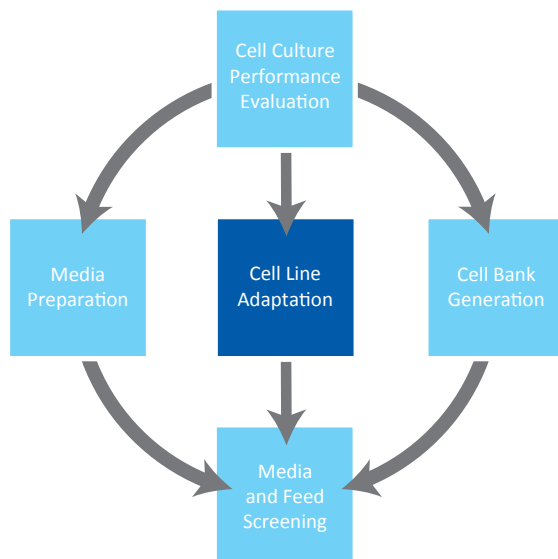 Cell Culture
Performance
Evaluation
Media
Preparation
Cell Line
Adaptation
Cell Bank
Generation
Media
and Feed
Screening